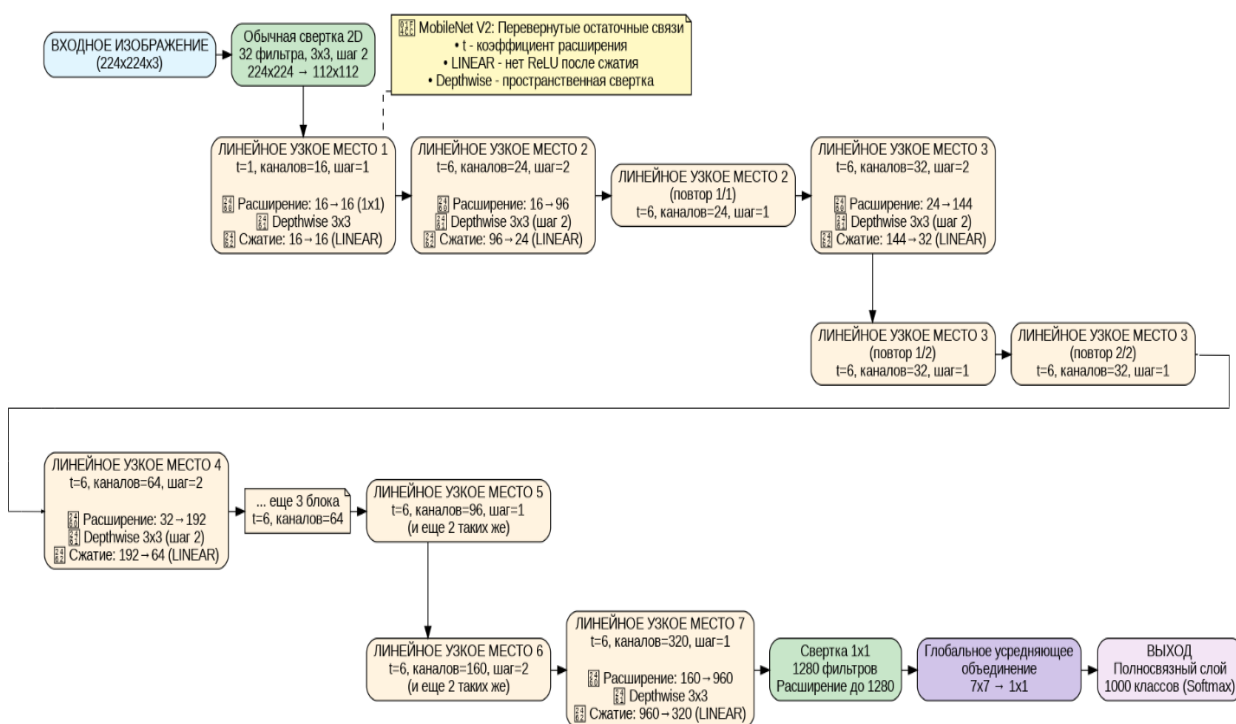 ВХОДНОЕ ИЗОБРАЖЕНИЕ
(224x224x3)
Обычная свертка 2D
32 фильтра, 3x3, шаг 2
224x224 → 112x112
MobileNet V2: Перевернутые остаточные связи
• t - коэффициент расширения
• LINEAR - нет ReLU после сжатия
• Depthwise - пространственная свертка
ЛИНЕЙНОЕ УЗКОЕ МЕСТО 1
t=1, каналов=16, шаг=1
Расширение: 16→16 (1x1)
Depthwise 3x3
Сжатие: 16→16 (LINEAR)
ЛИНЕЙНОЕ УЗКОЕ МЕСТО 2
t=6, каналов=24, шаг=2
Расширение: 16→96
Depthwise 3x3 (шаг 2)
Сжатие: 96→24 (LINEAR)
ЛИНЕЙНОЕ УЗКОЕ МЕСТО 2
(повтор 1/1)
t=6, каналов=24, шаг=1
ЛИНЕЙНОЕ УЗКОЕ МЕСТО 3
t=6, каналов=32, шаг=2
Расширение: 24→144
Depthwise 3x3 (шаг 2)
Сжатие: 144→32 (LINEAR)
ЛИНЕЙНОЕ УЗКОЕ МЕСТО 3
(повтор 1/2)
t=6, каналов=32, шаг=1
ЛИНЕЙНОЕ УЗКОЕ МЕСТО 3
(повтор 2/2)
t=6, каналов=32, шаг=1
ЛИНЕЙНОЕ УЗКОЕ МЕСТО 4
t=6, каналов=64, шаг=2
Расширение: 32→192
Depthwise 3x3 (шаг 2)
Сжатие: 192→64 (LINEAR)
... еще 3 блока
t=6, каналов=64
ЛИНЕЙНОЕ УЗКОЕ МЕСТО 5
t=6, каналов=96, шаг=1
(и еще 2 таких же)
ЛИНЕЙНОЕ УЗКОЕ МЕСТО 6
t=6, каналов=160, шаг=2
(и еще 2 таких же)
ЛИНЕЙНОЕ УЗКОЕ МЕСТО 7
t=6, каналов=320, шаг=1
Расширение: 160→960
Depthwise 3x3
Сжатие: 960→320 (LINEAR)
Свертка 1x1
1280 фильтров
Расширение до 1280
Глобальное усредняющее
объединение
7x7 → 1x1
ВЫХОД
Полносвязный слой
1000 классов (Softmax)